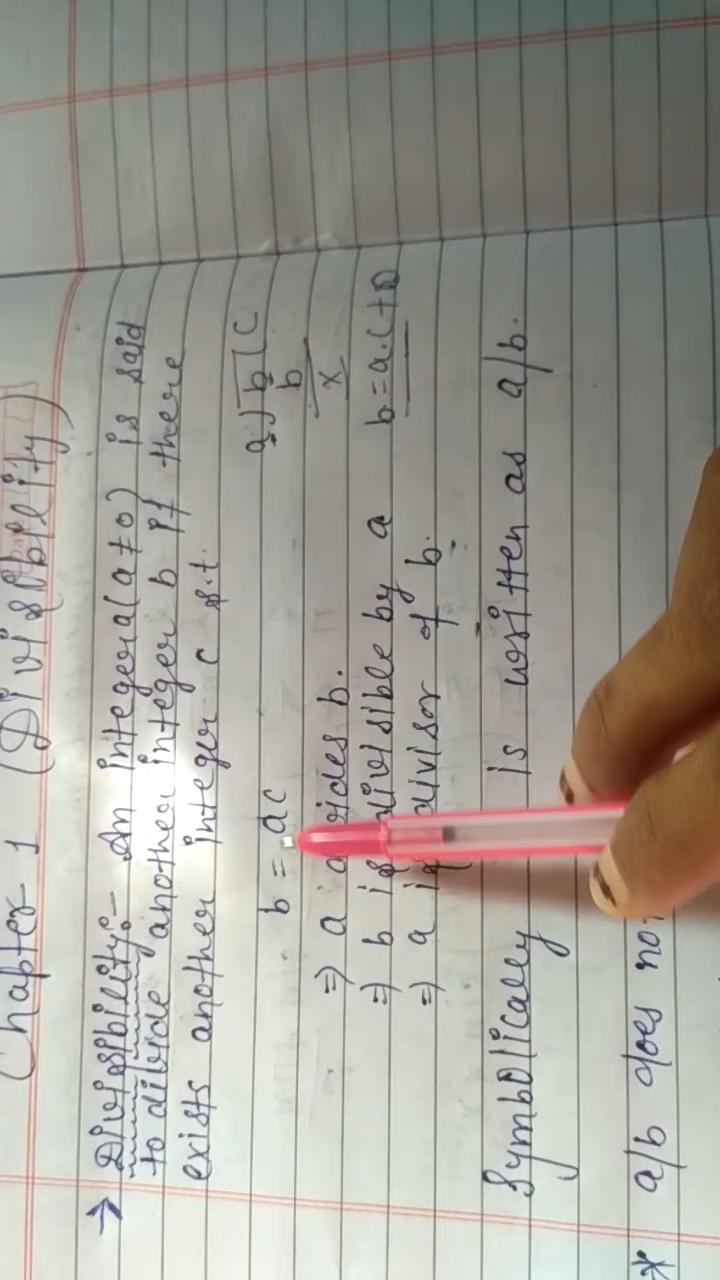 Chapter 1 (Divisibility)
→ Divisibility:- An integer a (a≠0) is said
to divide another integer b if there
exists another integer c s.t.
a)b(c
b
x
b = ac
⇒ a divides b.
⇒ b is divisible by a b = a.c+0
⇒ a is divisor of b.
Symbolically is written as a/b.
* a/b does not